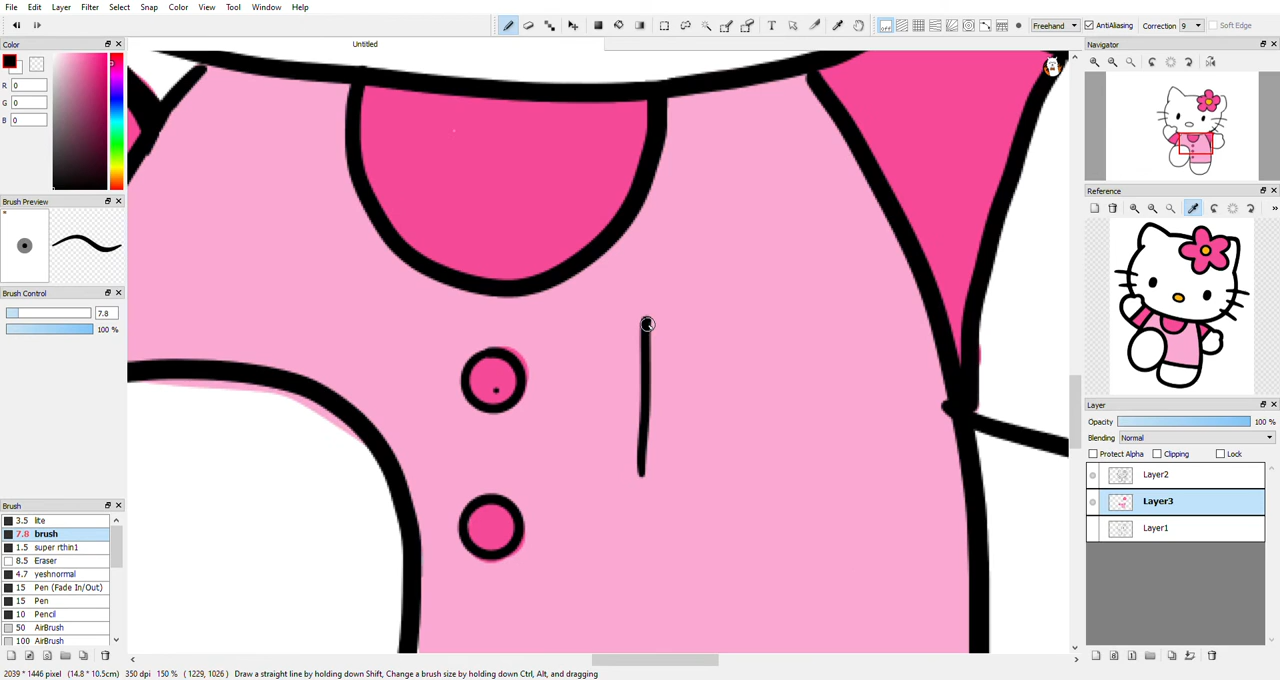 File Edit Layer Filter Select Snap Color View Tool Window Help
off Freehand AntiAliasing Correction 9 Soft Edge
Untitled
Color
R 0
G 0
B 0
Brush Preview
Brush Control
7.8
100 %
Brush
3.5 lite
7.8 brush
1.5 super rthin1
8.5 Eraser
4.7 yeshnormal
15 Pen (Fade In/Out)
15 Pen
10 Pencil
50 AirBrush
100 AirBrush
Navigator
Reference
»
Layer
Opacity 100 %
Blending Normal
Protect Alpha Clipping Lock
Layer2
Layer3
Layer1
2039 * 1446 pixel (14.8 * 10.5cm) 350 dpi 150 % ( 1229, 1026 ) Draw a straight line by holding down Shift, Change a brush size by holding down Ctrl, Alt, and dragging